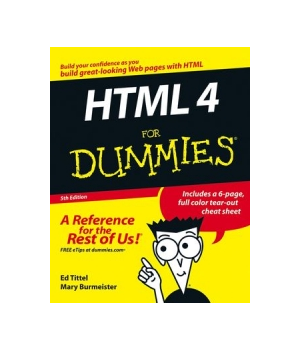 Build your confidence as you
build great-looking Web pages with HTML
HTML 4
FOR
DUMMIES®
5th Edition
Includes a 6-page,
full color tear-out
cheat sheet
A Reference
for the
Rest of Us!®
FREE eTips at dummies.com®
Ed Tittel
Mary Burmeister